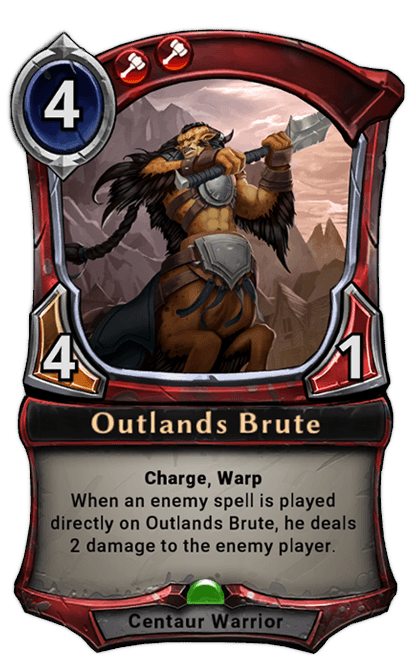 4
4
1
Outlands Brute
Charge, Warp
When an enemy spell is played
directly on Outlands Brute, he deals
2 damage to the enemy player.
Centaur Warrior